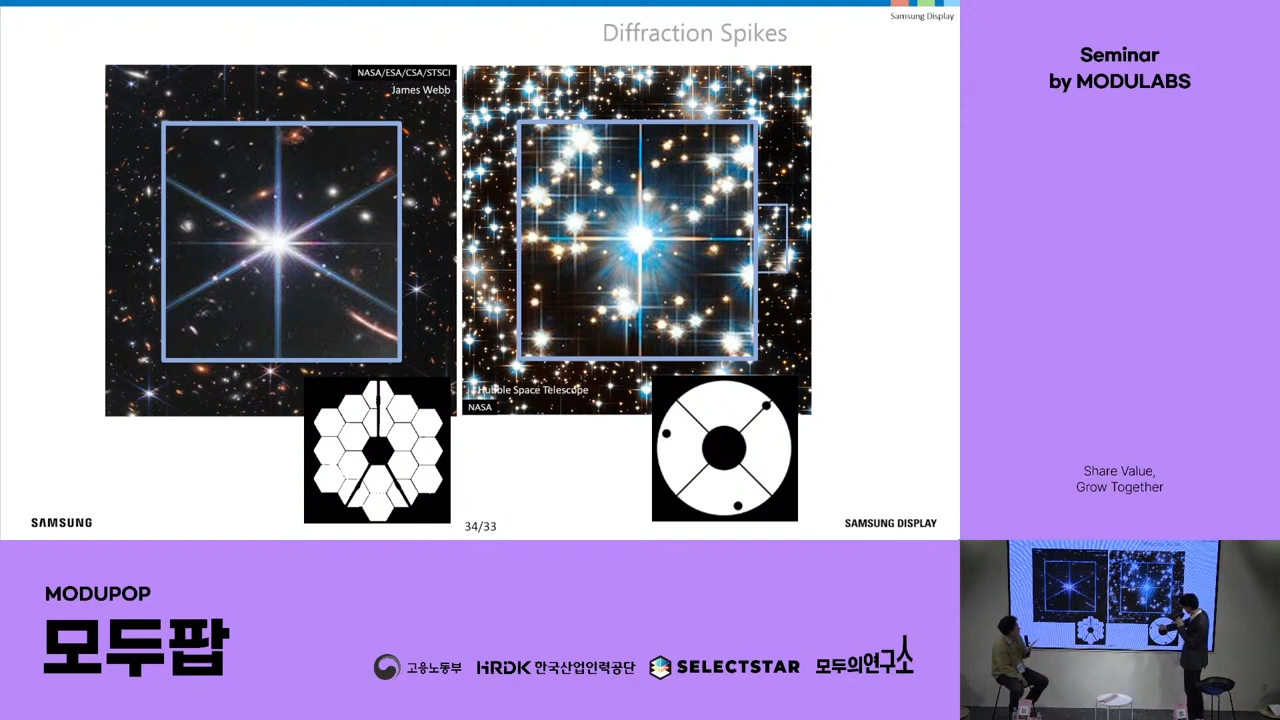 Samsung Display
Diffraction Spikes
NASA/ESA/CSA/STSCI
James Webb
Hubble Space Telescope
NASA
SAMSUNG
34/33
SAMSUNG DISPLAY
Seminar
by MODULABS
Share Value,
Grow Together
MODUPOP
모두팝
고용노동부
HRDK 한국산업인력공단
SELECTSTAR
모두의연구소